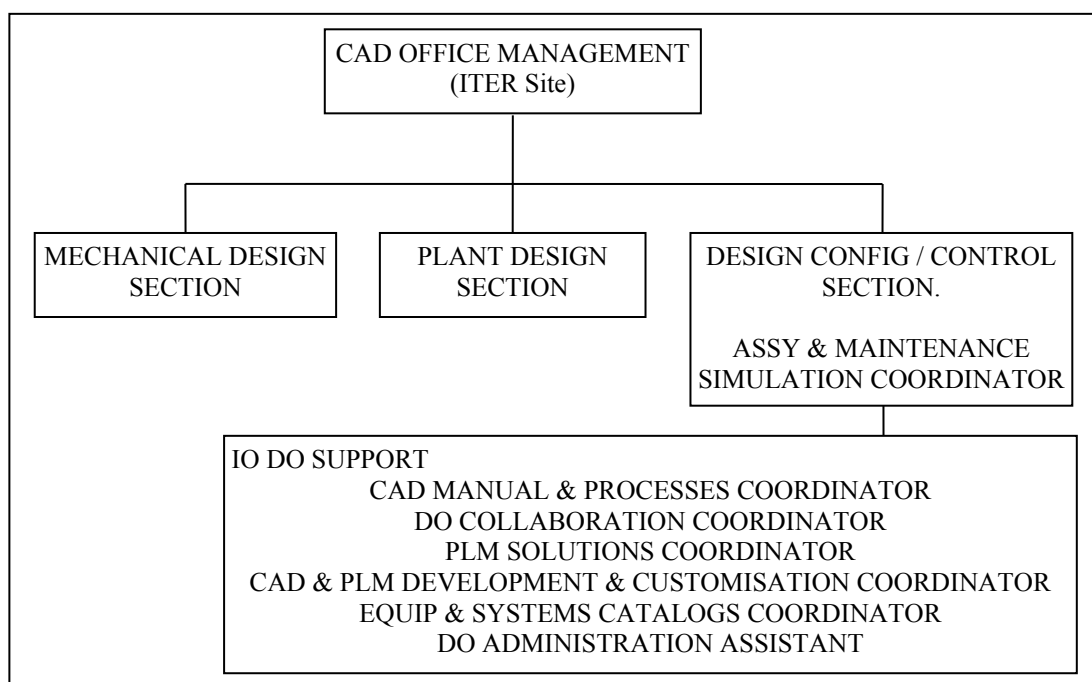 CAD OFFICE MANAGEMENT
(ITER Site)
MECHANICAL DESIGN
SECTION
PLANT DESIGN
SECTION
DESIGN CONFIG / CONTROL
SECTION.
ASSY & MAINTENANCE
SIMULATION COORDINATOR
IO DO SUPPORT
CAD MANUAL & PROCESSES COORDINATOR
DO COLLABORATION COORDINATOR
PLM SOLUTIONS COORDINATOR
CAD & PLM DEVELOPMENT & CUSTOMISATION COORDINATOR
EQUIP & SYSTEMS CATALOGS COORDINATOR
DO ADMINISTRATION ASSISTANT